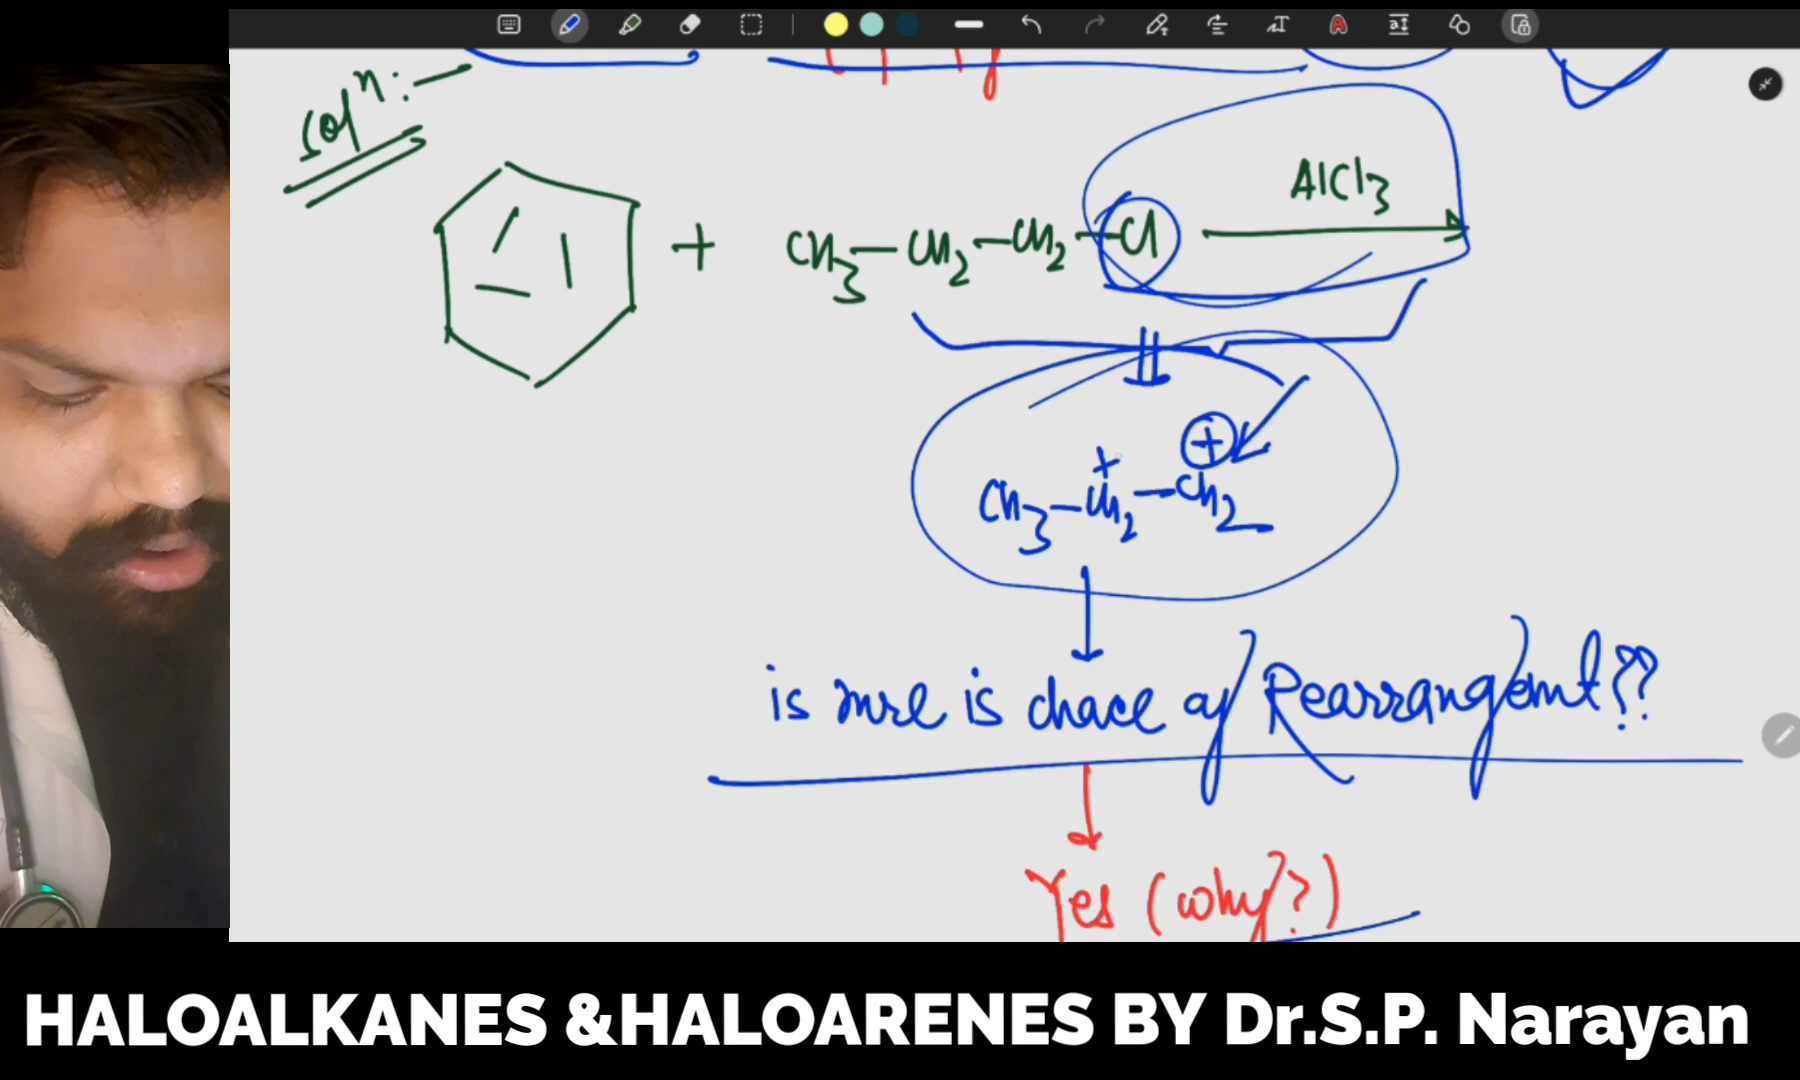 solⁿ :-
+ CH3-CH2-CH2-Cl AlCl3
+
+
CH3-CH2-CH2
is there is chace of Rearrangemt??
Yes (why?)
HALOALKANES &HALOARENES BY Dr.S.P. Narayan